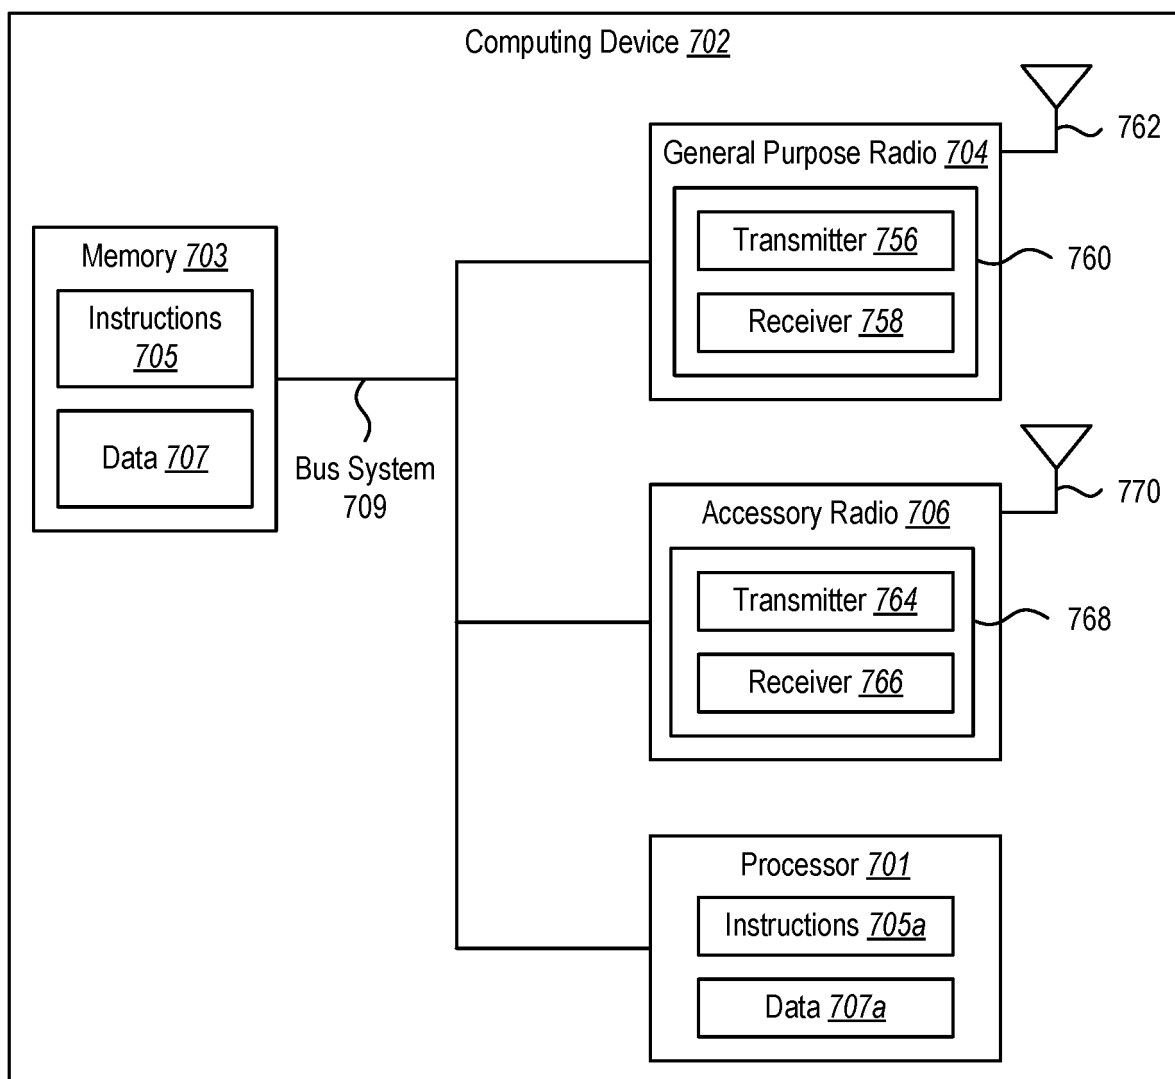 Computing Device 702
762
General Purpose Radio 704
Transmitter 756
760
Receiver 758
Memory 703
Instructions
705
Data 707
Bus System
709
770
Accessory Radio 706
Transmitter 764
768
Receiver 766
Processor 701
Instructions 705a
Data 707a